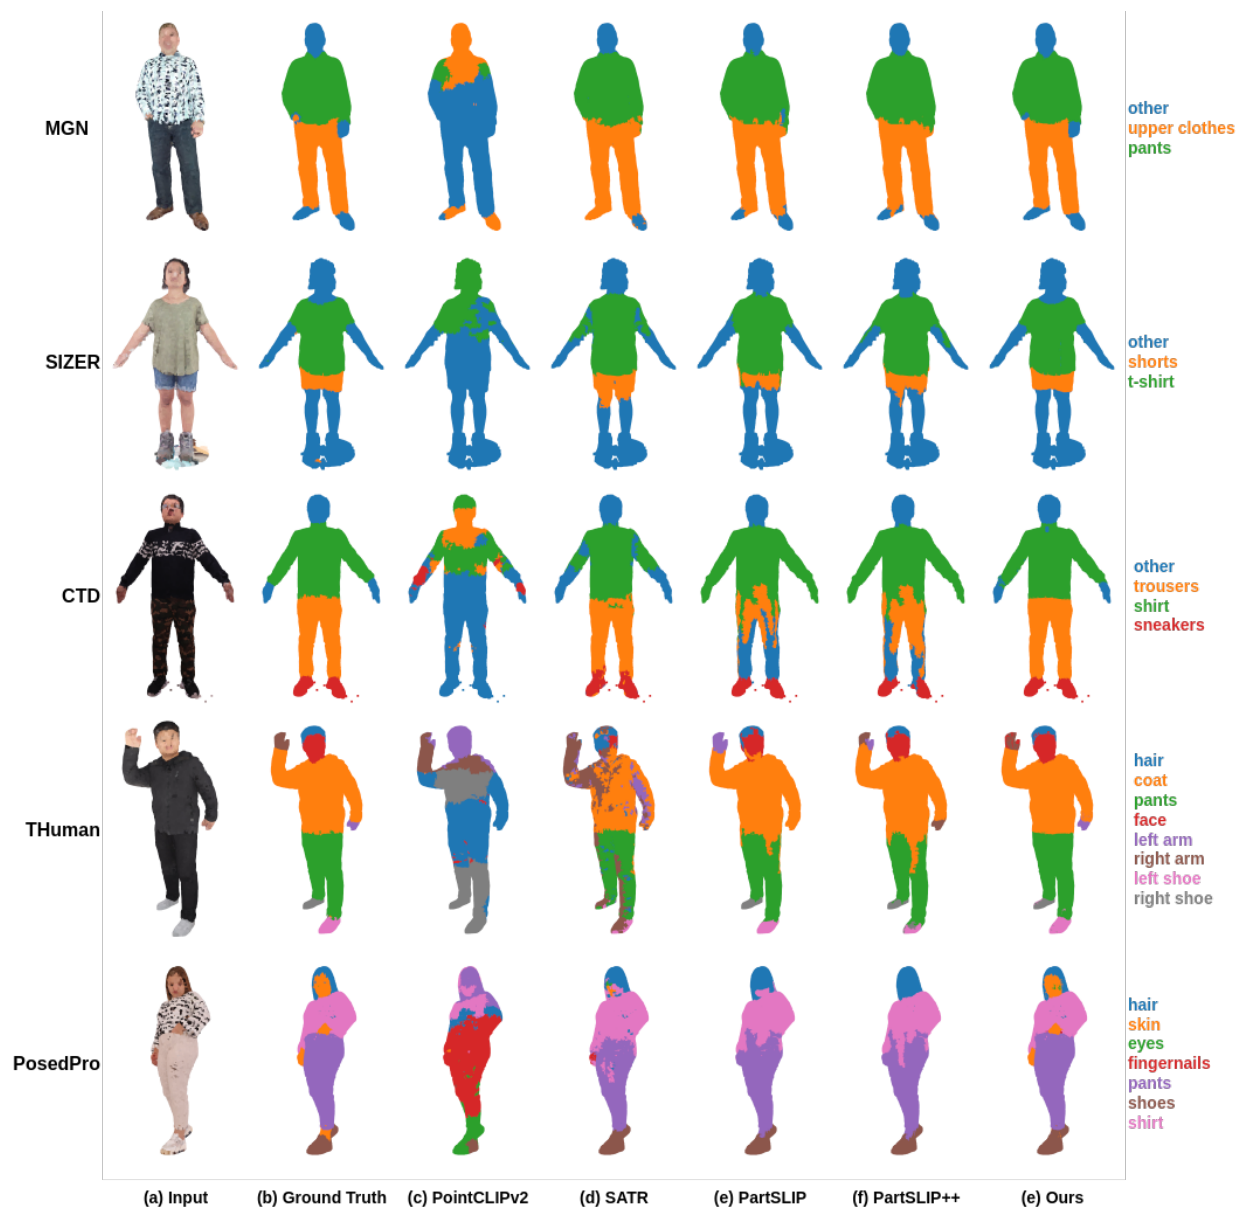 MGN
other
upper clothes
pants
SIZER
other
shorts
t-shirt
CTD
other
trousers
shirt
sneakers
THuman
hair
coat
pants
face
left arm
right arm
left shoe
right shoe
PosedPro
hair
skin
eyes
fingernails
pants
shoes
shirt
(a) Input (b) Ground Truth (c) PointCLIPv2 (d) SATR (e) PartSLIP (f) PartSLIP++ (e) Ours